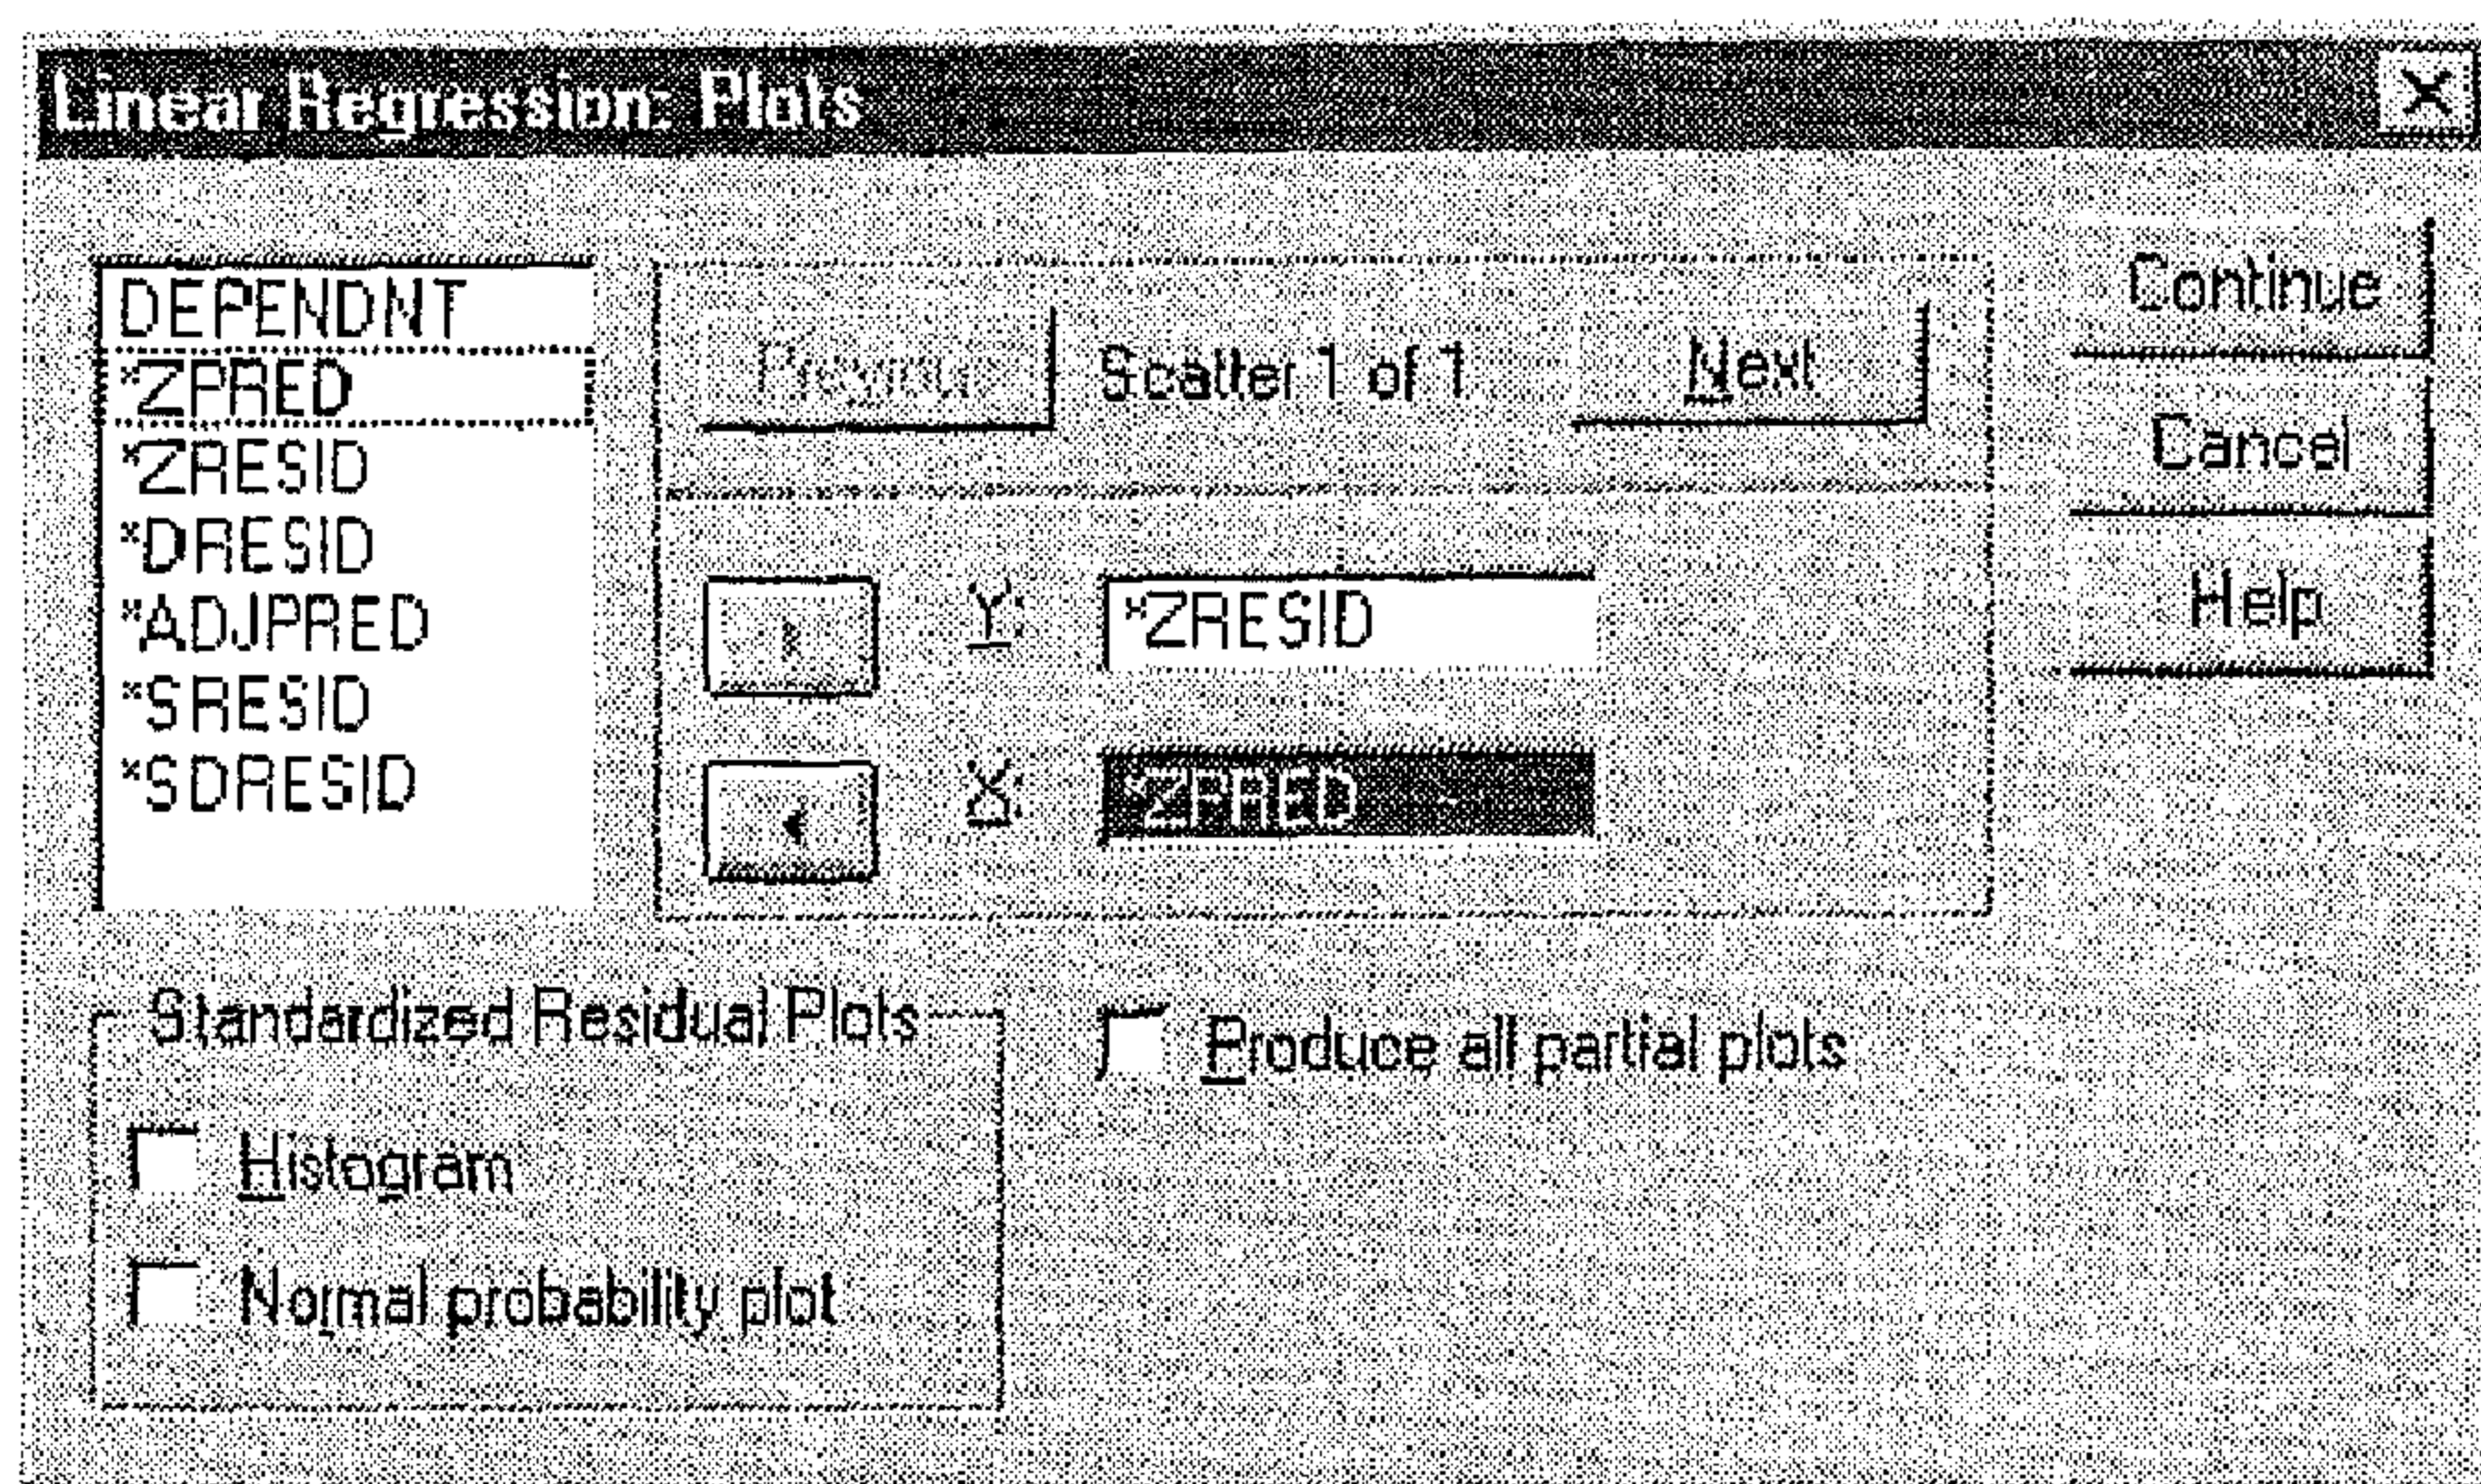 Linear Regression: Plots
DEPENDNT
*ZPRED
*ZRESID
*DRESID
*ADJPRED
*SRESID
*SDRESID
Previous Scatter 1 of 1 Next
Y: *ZRESID
X: *ZPRED
Continue
Cancel
Help
Standardized Residual Plots
Histogram
Normal probability plot
Produce all partial plots